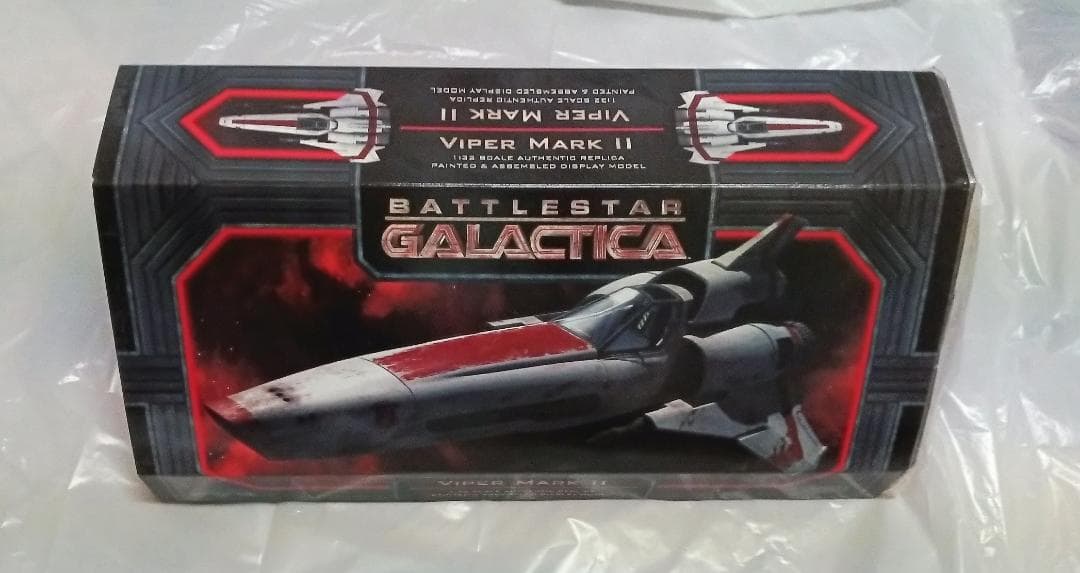 PAINTED & ASSEMBLED DISPLAY MODEL
1:32 SCALE AUTHENTIC REPLICA
VIPER MARK II
VIPER MARK II
1:32 SCALE AUTHENTIC REPLICA
PAINTED & ASSEMBLED DISPLAY MODEL
BATTLESTAR
GALACTICA
VIPER MARK II